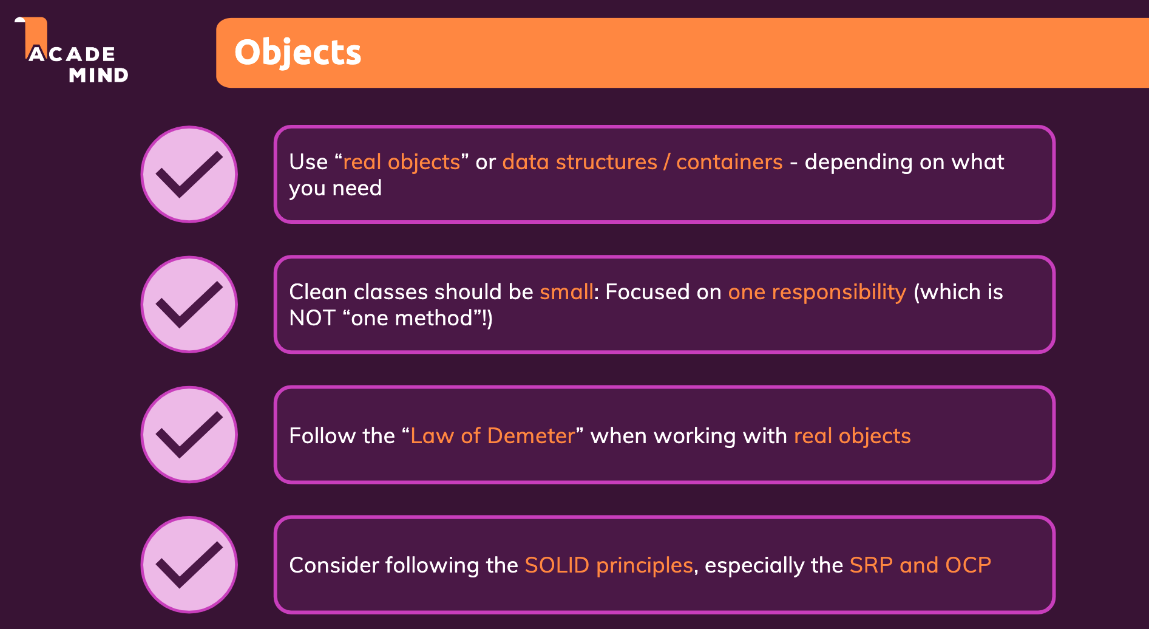 ACADE
MIND
Objects
Use “real objects” or data structures / containers - depending on what
you need
Clean classes should be small: Focused on one responsibility (which is
NOT “one method”!)
Follow the “Law of Demeter” when working with real objects
Consider following the SOLID principles, especially the SRP and OCP